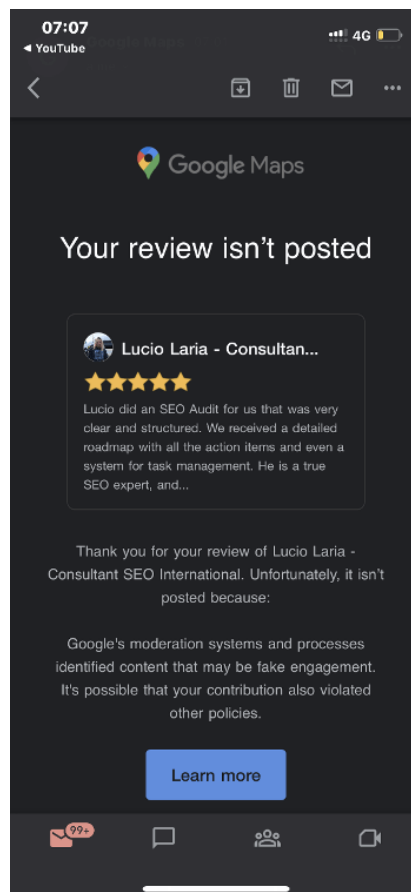 07:07
4G
◀ YouTube
Google Maps
Google Maps
Your review isn't posted
Lucio Laria - Consultan...
Lucio did an SEO Audit for us that was very
clear and structured. We received a detailed
roadmap with all the action items and even a
system for task management. He is a true
SEO expert, and...
Thank you for your review of Lucio Laria -
Consultant SEO International. Unfortunately, it isn't
posted because:
Google's moderation systems and processes
identified content that may be fake engagement.
It's possible that your contribution also violated
other policies.
Learn more
99+